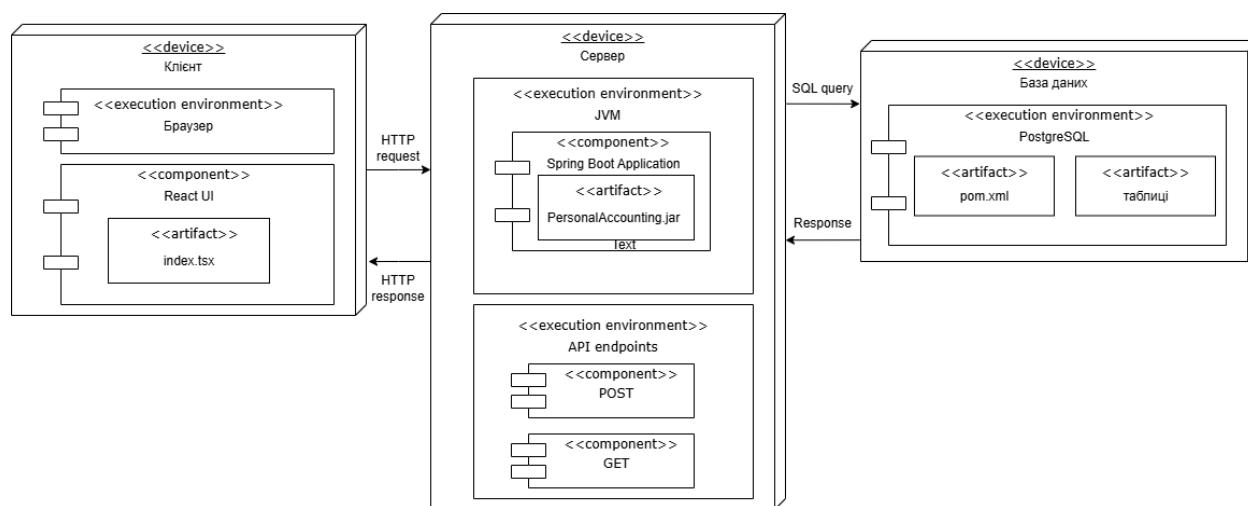 <<device>>
Клієнт
<<execution environment>>
Браузер
<<component>>
React UI
<<artifact>>
index.tsx
HTTP
request
HTTP
response
<<device>>
Сервер
<<execution environment>>
JVM
<<component>>
Spring Boot Application
<<artifact>>
PersonalAccounting.jar
Text
<<execution environment>>
API endpoints
<<component>>
POST
<<component>>
GET
SQL query
Response
<<device>>
База даних
<<execution environment>>
PostgreSQL
<<artifact>>
pom.xml
<<artifact>>
таблиці